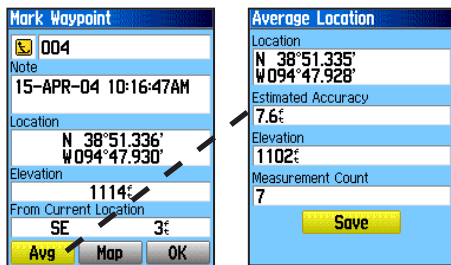 Mark Waypoint
004
Note
15-APR-04 10:16:47AM
Location
N 38°51.336'
W094°47.930'
Elevation
1114ft
From Current Location
SE 3ft
Avg Map OK
Average Location
Location
N 38°51.335'
W094°47.928'
Estimated Accuracy
7.6ft
Elevation
1102ft
Measurement Count
7
Save